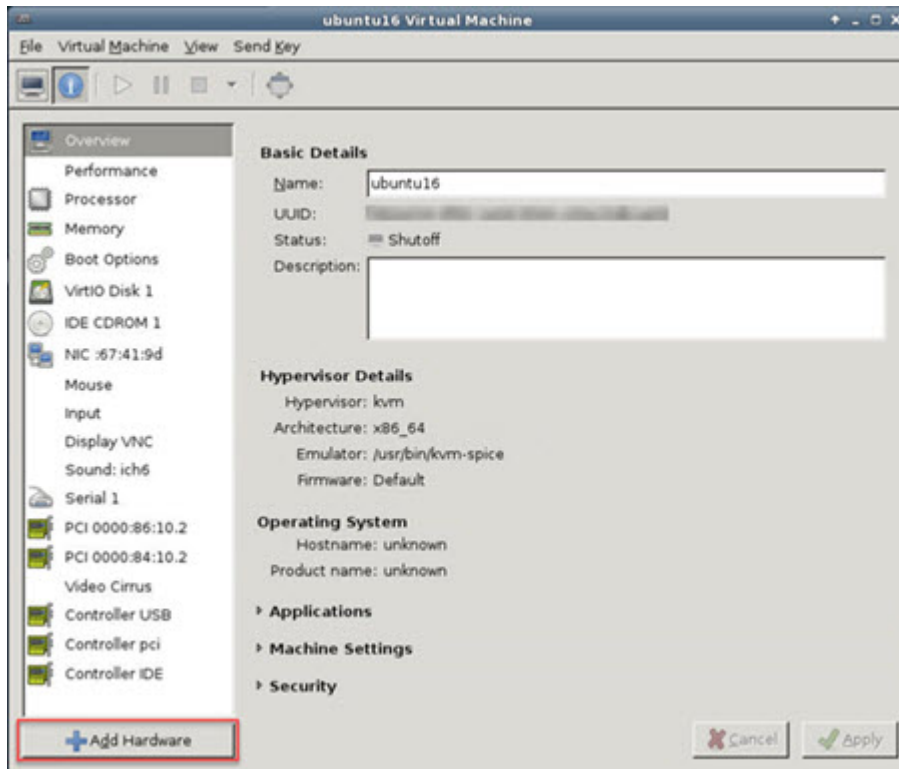 ubuntu16 Virtual Machine
File Virtual Machine View Send Key
Overview
Performance
Processor
Memory
Boot Options
VirtIO Disk 1
IDE CDROM 1
NIC :67:41:9d
Mouse
Input
Display VNC
Sound: ich6
Serial 1
PCI 0000:86:10.2
PCI 0000:84:10.2
Video Cirrus
Controller USB
Controller pci
Controller IDE
Add Hardware
Basic Details
Name: ubuntu16
UUID:
Status: Shutoff
Description:
Hypervisor Details
Hypervisor: kvm
Architecture: x86_64
Emulator: /usr/bin/kvm-spice
Firmware: Default
Operating System
Hostname: unknown
Product name: unknown
Applications
Machine Settings
Security
Cancel Apply